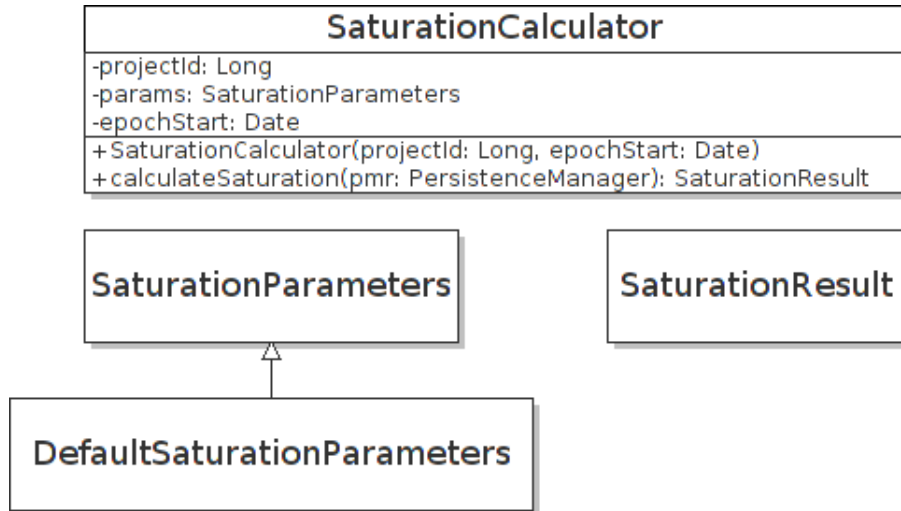 SaturationCalculator
-projectId: Long
-params: SaturationParameters
-epochStart: Date
+SaturationCalculator(projectId: Long, epochStart: Date)
+calculateSaturation(pmr: PersistenceManager): SaturationResult
SaturationParameters
SaturationResult
DefaultSaturationParameters